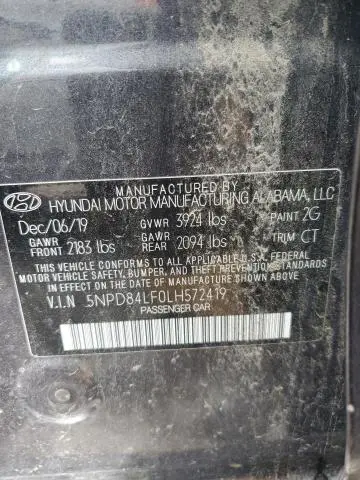 MANUFACTURED BY
HYUNDAI MOTOR MANUFACTURING ALABAMA, LLC
Dec/06/19 GVWR 3924 lbs PAINT 2G
GAWR FRONT 2183 lbs GAWR REAR 2094 lbs TRIM CT
THIS VEHICLE CONFORMS TO ALL APPLICABLE U.S.A. FEDERAL
MOTOR VEHICLE SAFETY, BUMPER, AND THEFT PREVENTION
STANDARDS IN EFFECT ON THE DATE OF MANUFACTURE SHOWN ABOVE.
V.I.N 5NPD84LF0LH572419
PASSENGER CAR